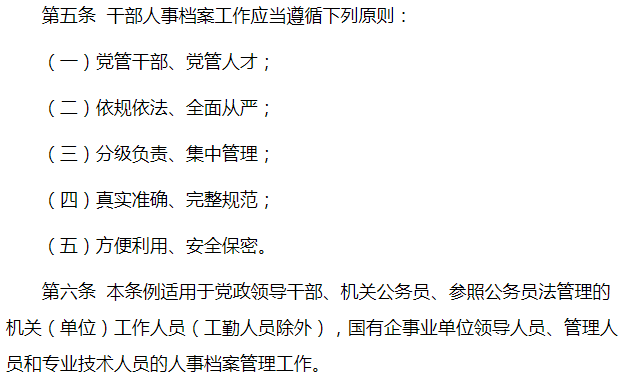 第五条 干部人事档案工作应当遵循下列原则：
（一）党管干部、党管人才；
（二）依规依法、全面从严；
（三）分级负责、集中管理；
（四）真实准确、完整规范；
（五）方便利用、安全保密。
第六条 本条例适用于党政领导干部、机关公务员、参照公务员法管理的
机关（单位）工作人员（工勤人员除外），国有企事业单位领导人员、管理人
员和专业技术人员的人事档案管理工作。